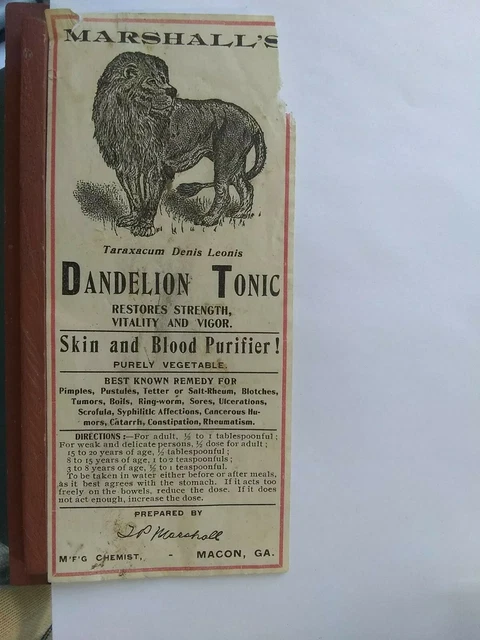 MARSHALL'S
Taraxacum Denis Leonis
DANDELION TONIC
RESTORES STRENGTH,
VITALITY AND VIGOR.
Skin and Blood Purifier!
PURELY VEGETABLE.
BEST KNOWN REMEDY FOR
Pimples, Pustules, Tetter or Salt-Rheum, Blotches,
Tumors, Boils, Ring-worm, Sores, Ulcerations,
Scrofula, Syphilitic Affections, Cancerous Hu-
mors, Catarrh, Constipation, Rheumatism.
DIRECTIONS:—For adult, ½ to 1 tablespoonful;
For weak and delicate persons, ½ dose for adult;
15 to 20 years of age, ½ tablespoonful;
8 to 15 years of age, 1 to 2 teaspoonfuls;
3 to 8 years of age, ½ to 1 teaspoonful.
To be taken in water either before or after meals,
as it best agrees with the stomach. If it acts too
freely on the bowels, reduce the dose. If it does
not act enough, increase the dose.
PREPARED BY
J P Marshall
M'F'G CHEMIST, - MACON, GA.